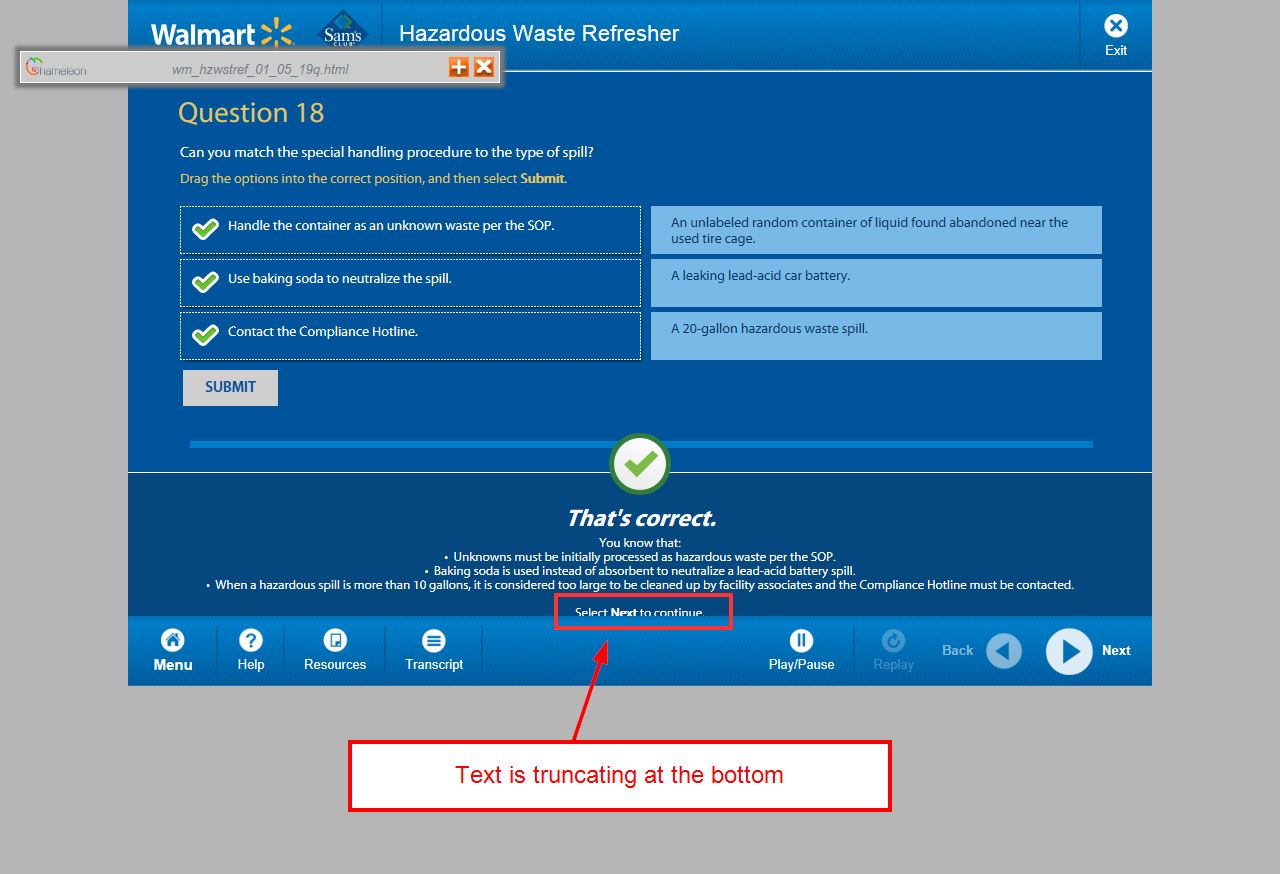 Walmart
Sam's
CLUB
Hazardous Waste Refresher
Exit
hameleon
wm_hzwstref_01_05_19q.html
Question 18
Can you match the special handling procedure to the type of spill?
Drag the options into the correct position, and then select Submit.
Handle the container as an unknown waste per the SOP.
An unlabeled random container of liquid found abandoned near the
used tire cage.
Use baking soda to neutralize the spill.
A leaking lead-acid car battery.
Contact the Compliance Hotline.
A 20-gallon hazardous waste spill.
SUBMIT
That's correct.
You know that:
• Unknowns must be initially processed as hazardous waste per the SOP.
• Baking soda is used instead of absorbent to neutralize a lead-acid battery spill.
• When a hazardous spill is more than 10 gallons, it is considered too large to be cleaned up by facility associates and the Compliance Hotline must be contacted.
Select Next to continue
Menu
Help
Resources
Transcript
Play/Pause
Replay
Back
Next
Text is truncating at the bottom